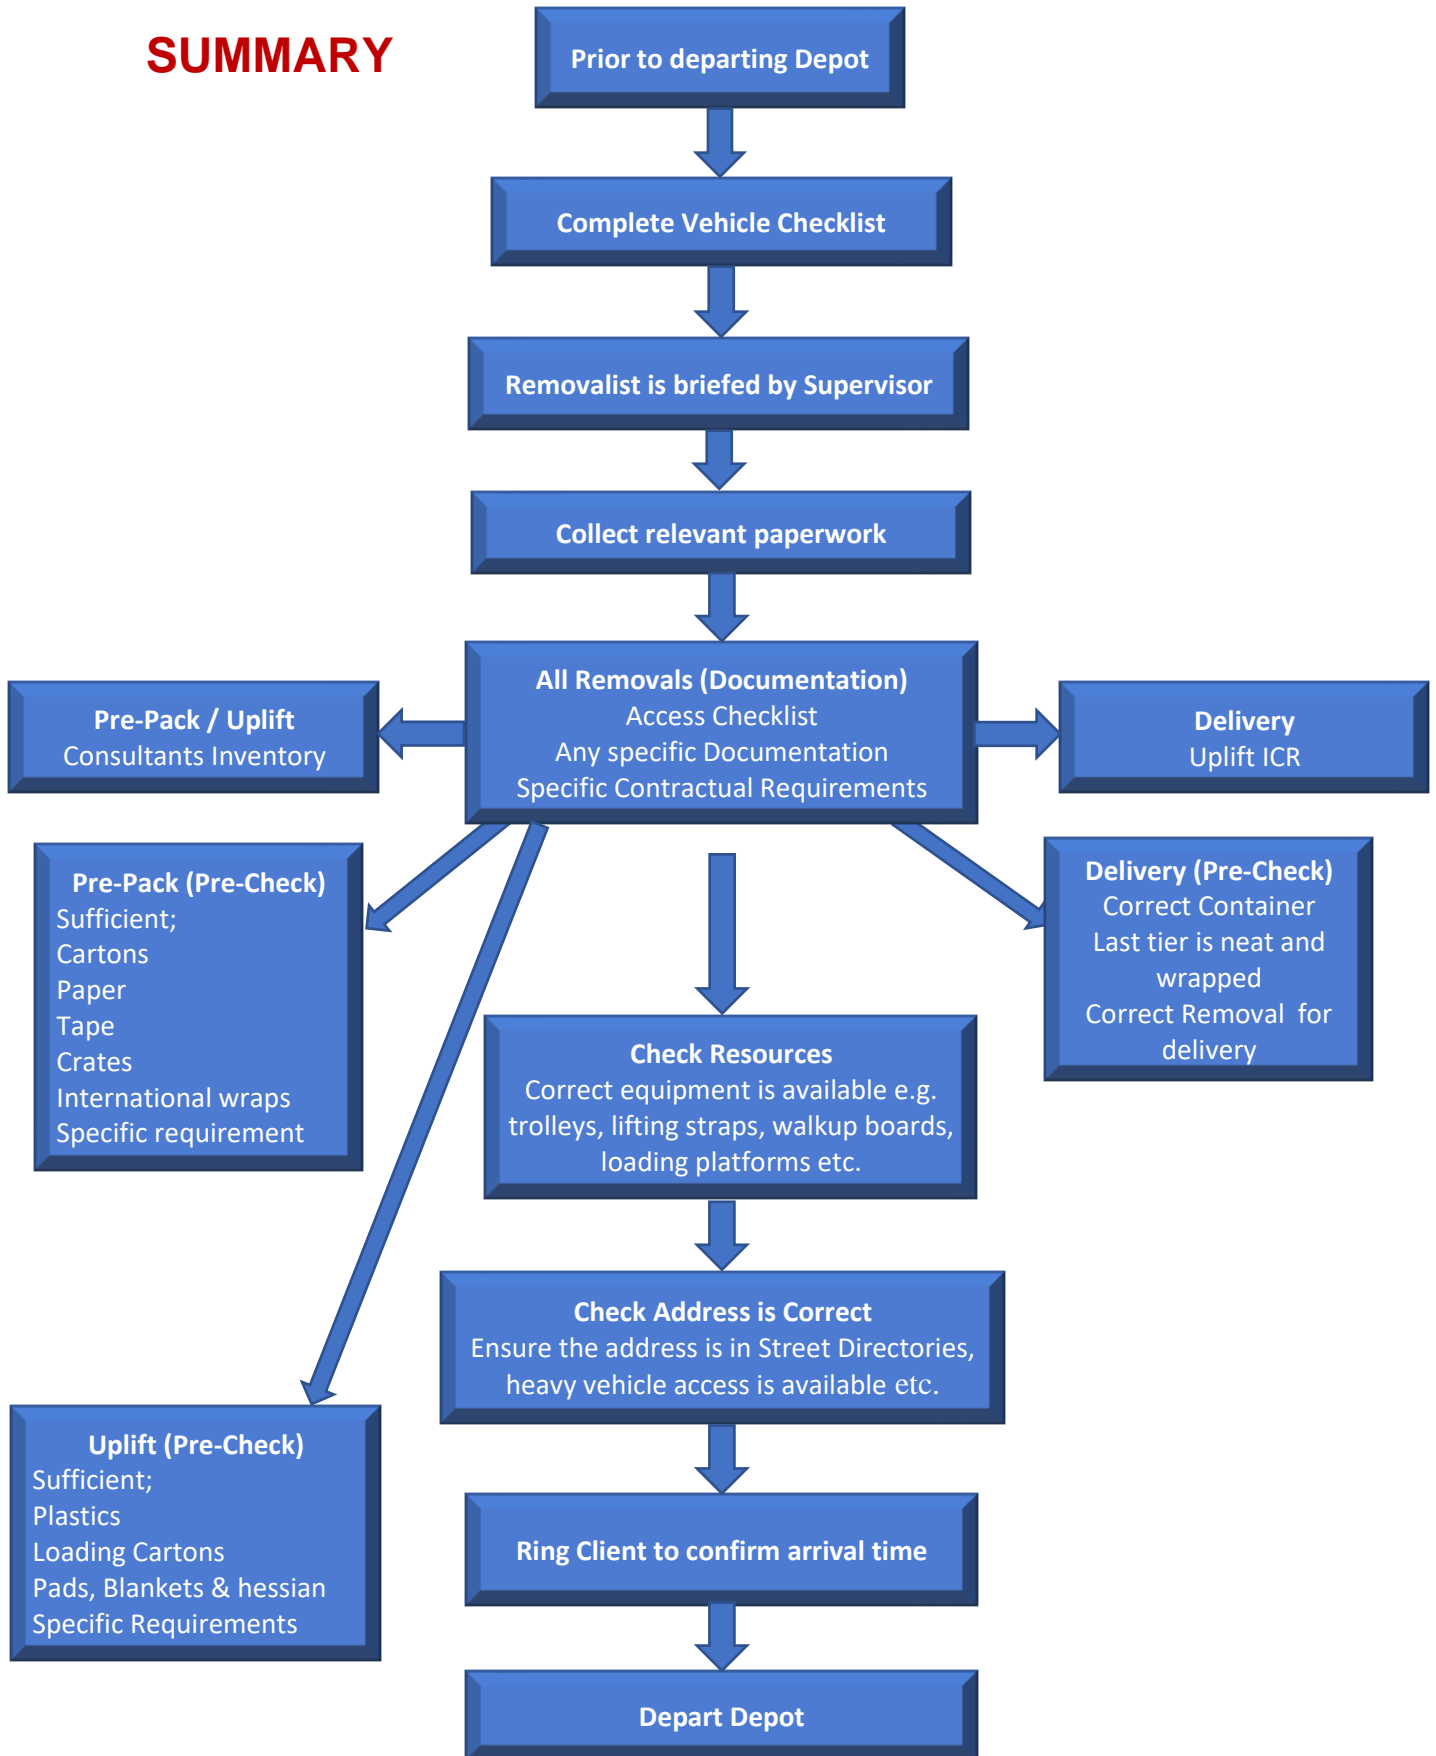 SUMMARY
Prior to departing Depot
Complete Vehicle Checklist
Removalist is briefed by Supervisor
Collect relevant paperwork
All Removals (Documentation)
Access Checklist
Any specific Documentation
Specific Contractual Requirements
Pre-Pack / Uplift
Consultants Inventory
Delivery
Uplift ICR
Pre-Pack (Pre-Check)
Sufficient;
Cartons
Paper
Tape
Crates
International wraps
Specific requirement
Delivery (Pre-Check)
Correct Container
Last tier is neat and
wrapped
Correct Removal for
delivery
Check Resources
Correct equipment is available e.g.
trolleys, lifting straps, walkup boards,
loading platforms etc.
Check Address is Correct
Ensure the address is in Street Directories,
heavy vehicle access is available etc.
Uplift (Pre-Check)
Sufficient;
Plastics
Loading Cartons
Pads, Blankets & hessian
Specific Requirements
Ring Client to confirm arrival time
Depart Depot